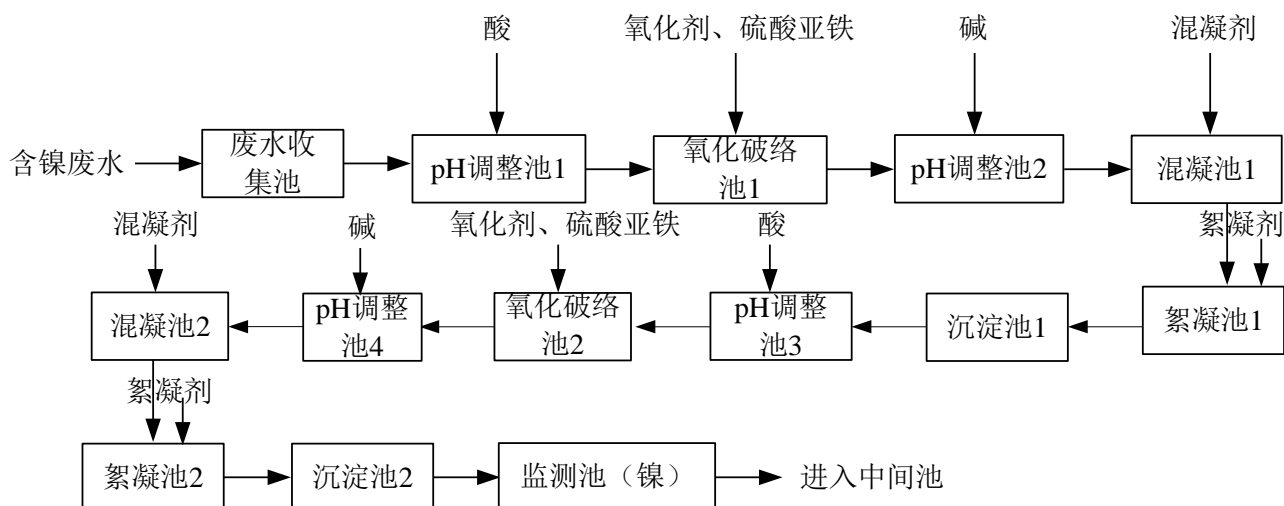 酸
氧化剂、硫酸亚铁
碱
混凝剂
含镍废水
废水收
集池
pH调整池1
氧化破络
池1
pH调整池2
混凝池1
絮凝剂
混凝剂
碱
氧化剂、硫酸亚铁
酸
混凝池2
pH调整
池4
氧化破络
池2
pH调整
池3
沉淀池1
絮凝池1
絮凝剂
絮凝池2
沉淀池2
监测池（镍）
进入中间池